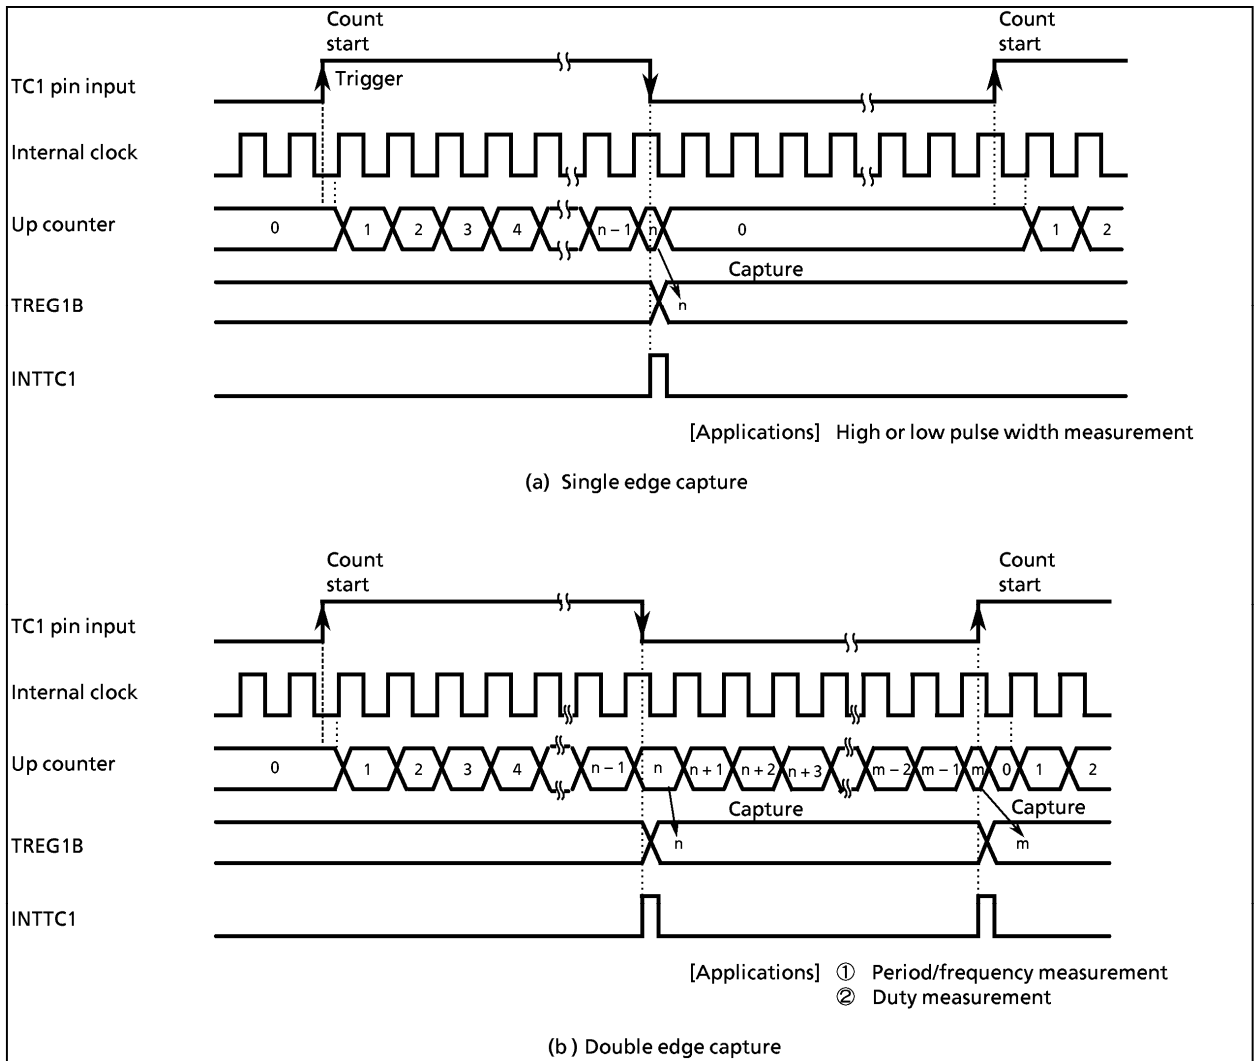 Count start
Count start
TC1 pin input
Trigger
Internal clock
Up counter
0 1 2 3 4 n – 1 n 0 1 2
Capture
TREG1B
n
INTTC1
[Applications] High or low pulse width measurement
(a) Single edge capture
Count start
Count start
TC1 pin input
Internal clock
Up counter
0 1 2 3 4 n – 1 n n + 1 n + 2 n + 3 m – 2 m – 1 m 0 1 2
Capture
Capture
TREG1B
n
m
INTTC1
[Applications] ① Period/frequency measurement
② Duty measurement
(b) Double edge capture